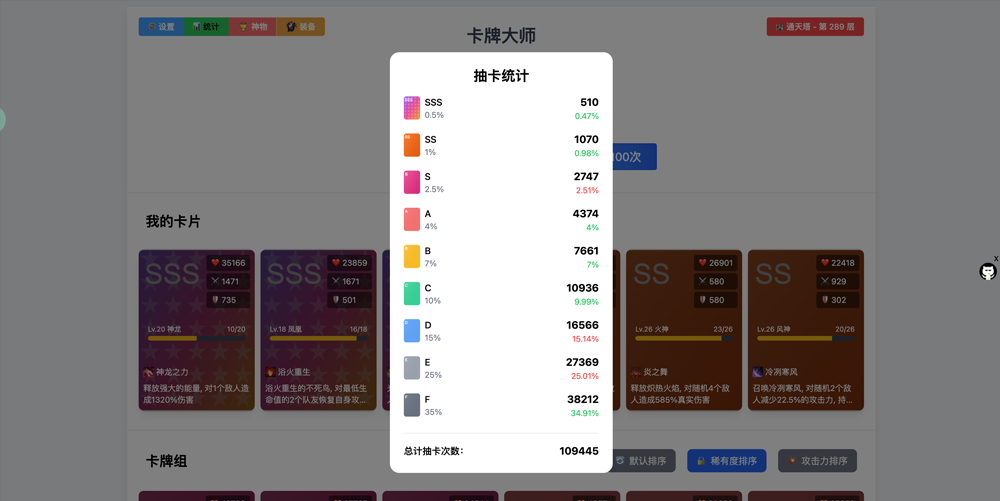 设置 统计 神物 装备
卡牌大师
通天塔 - 第 289 层
抽卡统计
SSS 510
0.5% 0.47%
SS 1070
1% 0.98%
S 2747
2.5% 2.51%
A 4374
4% 4%
B 7661
7% 7%
C 10936
10% 9.99%
D 16566
15% 15.14%
E 27369
25% 25.01%
F 38212
35% 34.91%
总计抽卡次数: 109445
100次
我的卡片
SSS 35166
1471
735
Lv.20 神龙 10/20
神龙之力
释放强大的能量, 对1个敌人造
成1320%伤害
SSS 23859
1671
501
Lv.18 凤凰 16/18
浴火重生
浴火重生的不死鸟, 对最低生
命值的2个队友恢复自身攻...
SS 26901
580
580
Lv.26 火神 23/26
炎之舞
释放炽热火焰, 对随机4个敌
人造成585%真实伤害
SS 22418
929
302
Lv.26 风神 20/26
冷冽寒风
召唤冷冽寒风, 对随机2个敌
人减少22.5%的攻击力, 持...
卡牌组
默认排序 稀有度排序 攻击力排序
x